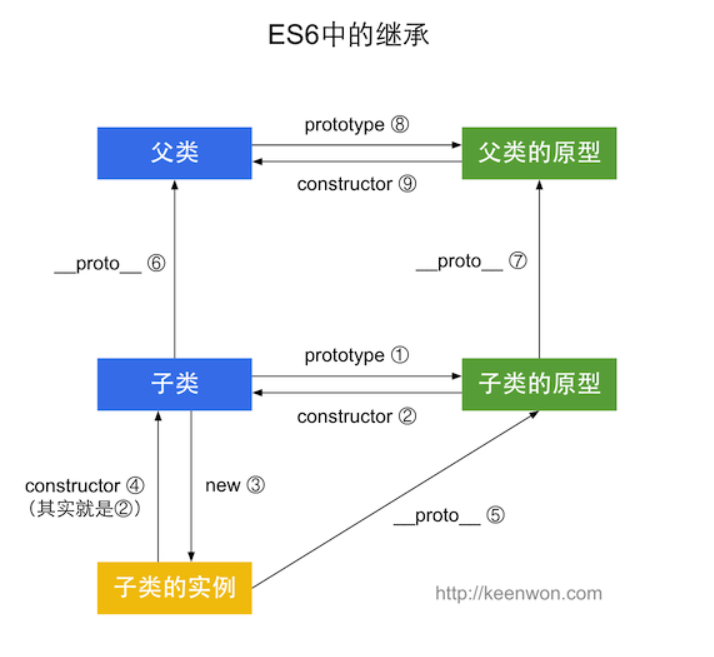 ES6中的继承
prototype ⑧
父类
父类的原型
constructor ⑨
__proto__ ⑥
__proto__ ⑦
prototype ①
子类
子类的原型
constructor ②
constructor ④
（其实就是②）
new ③
__proto__ ⑤
子类的实例
http://keenwon.com